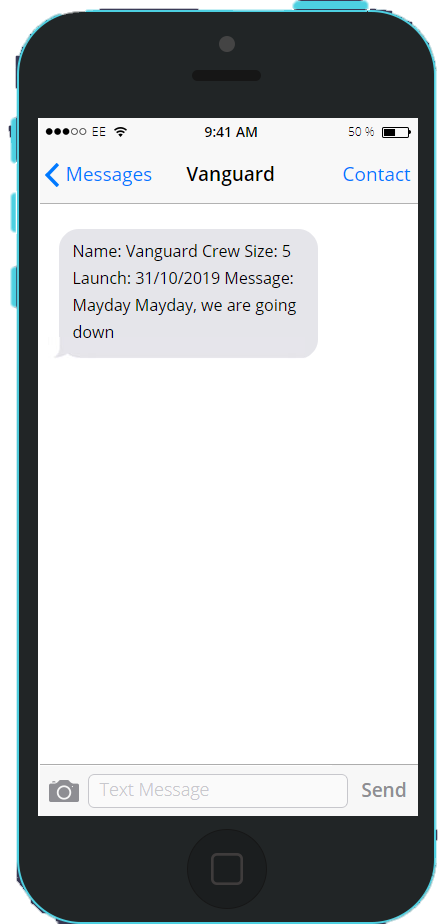 EE 9:41 AM 50 %
Messages Vanguard Contact
Name: Vanguard Crew Size: 5
Launch: 31/10/2019 Message:
Mayday Mayday, we are going
down
Text Message Send